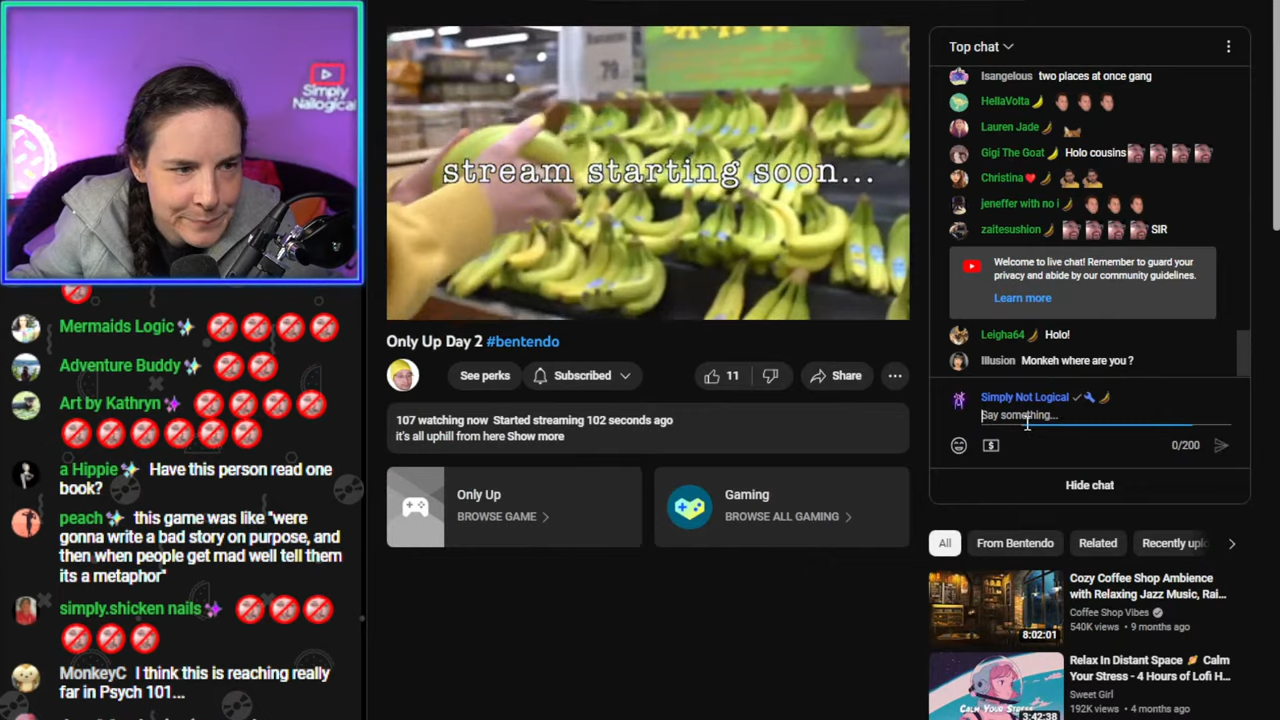 Simply
Nailogical
Mermaids Logic
Adventure Buddy
Art by Kathryn
a Hippie Have this person read one
book?
peach this game was like "were
gonna write a bad story on purpose, and
then when people get mad well tell them
its a metaphor"
simply.shicken nails
MonkeyC I think this is reaching really
far in Psych 101...
stream starting soon...
Only Up Day 2 #bentendo
See perks
Subscribed
11
Share
107 watching now Started streaming 102 seconds ago
it's all uphill from here Show more
Only Up
BROWSE GAME
Gaming
BROWSE ALL GAMING
Top chat
Isangelous two places at once gang
HellaVolta
Lauren Jade
Gigi The Goat Holo cousins
Christina
jeneffer with no i
zaitesushion SIR
Welcome to live chat! Remember to guard your
privacy and abide by our community guidelines.
Learn more
Leigha64 Holo!
Illusion Monkeh where are you ?
Simply Not Logical
Say something...
0/200
Hide chat
All
From Bentendo
Related
Recently uplo
Cozy Coffee Shop Ambience
with Relaxing Jazz Music, Rai...
Coffee Shop Vibes
540K views • 9 months ago
8:02:01
Relax In Distant Space Calm
Your Stress - 4 Hours of Lofi H...
Sweet Girl
192K views • 4 months ago
3:42:38
CALM YOUR STRESS